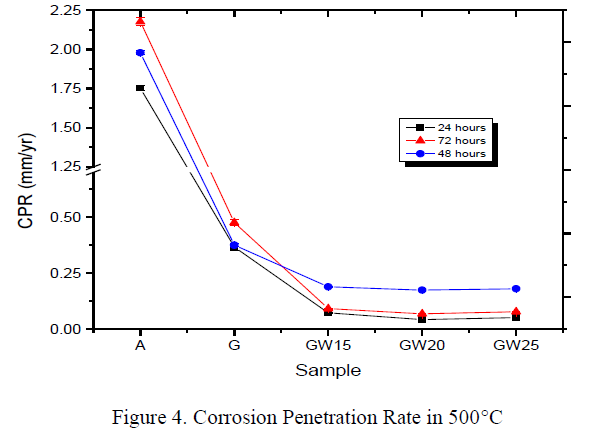 2.25
2.00
1.75
1.50
1.25
0.50
0.25
0.00
CPR (mm/yr)
24 hours
72 hours
48 hours
A G GW15 GW20 GW25
Sample
Figure 4. Corrosion Penetration Rate in 500°C